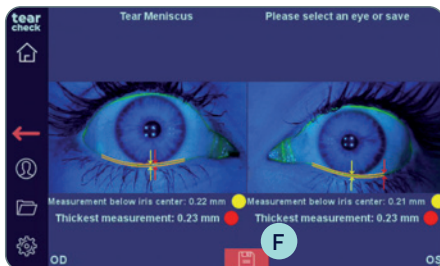 tear
check
Tear Meniscus
Please select an eye or save
Measurement below iris center: 0.22 mm
Measurement below iris center: 0.21 mm
Thickest measurement: 0.23 mm
Thickest measurement: 0.23 mm
F
OD
OS